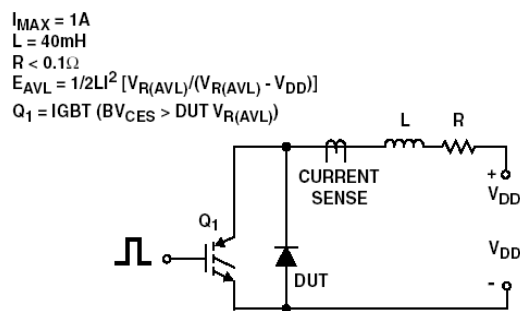 IMAX = 1A
L = 40mH
R < 0.1Ω
EAVL = 1/2LI² [VR(AVL)/(VR(AVL) - VDD)]
Q1 = IGBT (BVCES > DUT VR(AVL))
L R
CURRENT
SENSE
+
VDD
Q1
VDD
DUT
-